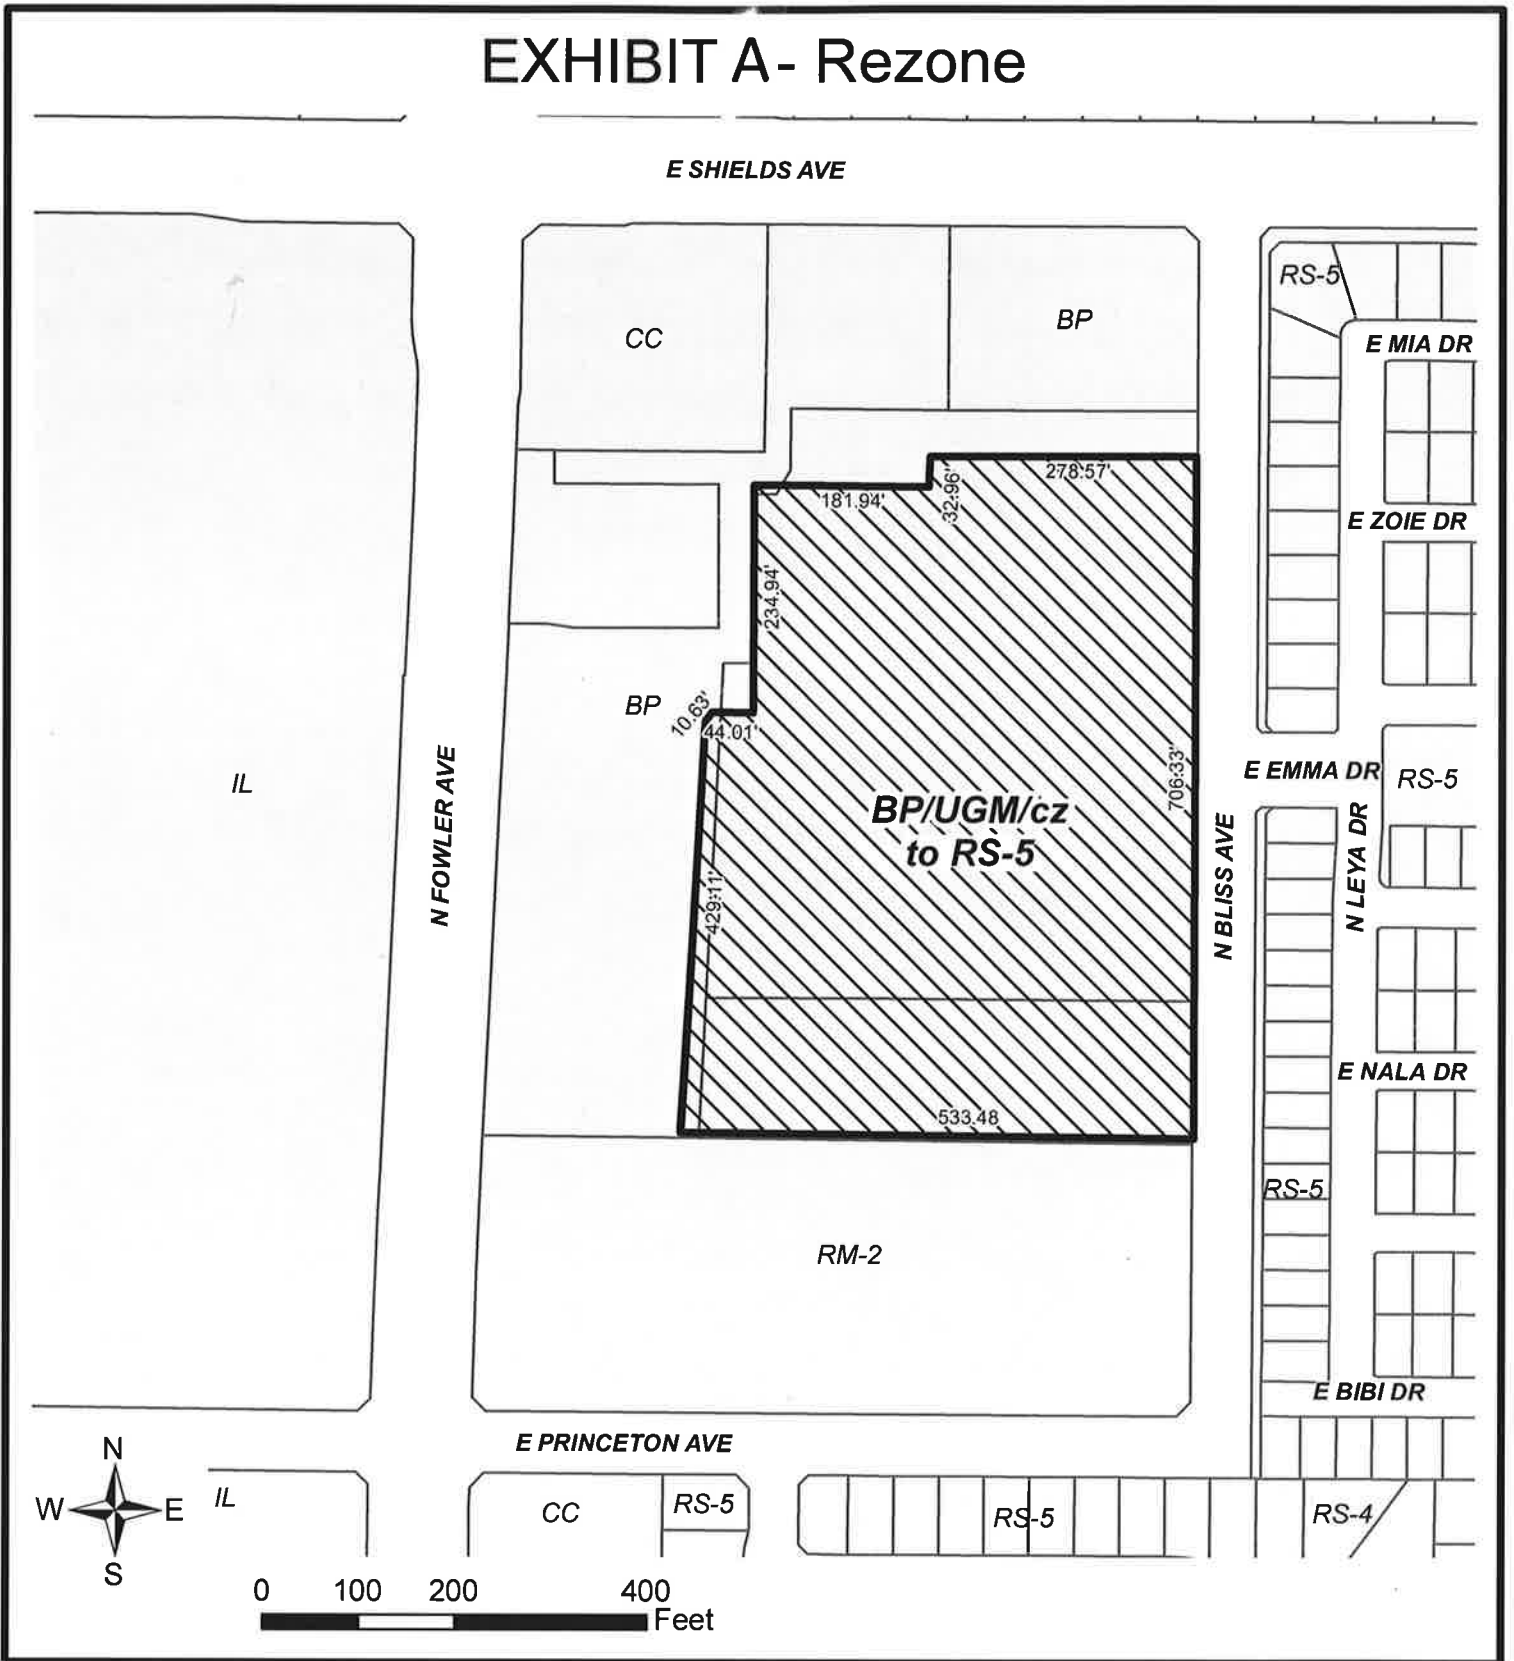 EXHIBIT A - Rezone
E SHIELDS AVE
RS-5
BP
CC
E MIA DR
278.57'
181.94'
32.96'
E ZOIE DR
234.94'
BP
10.63'
44.01'
IL
N FOWLER AVE
706.33'
E EMMA DR
RS-5
BP/UGM/cz
to RS-5
N BLISS AVE
N LEYA DR
429.11'
E NALA DR
533.48
RS-5
RM-2
E BIBI DR
E PRINCETON AVE
N
W E
S
IL
CC
RS-5
RS-5
RS-4
0 100 200 400
Feet